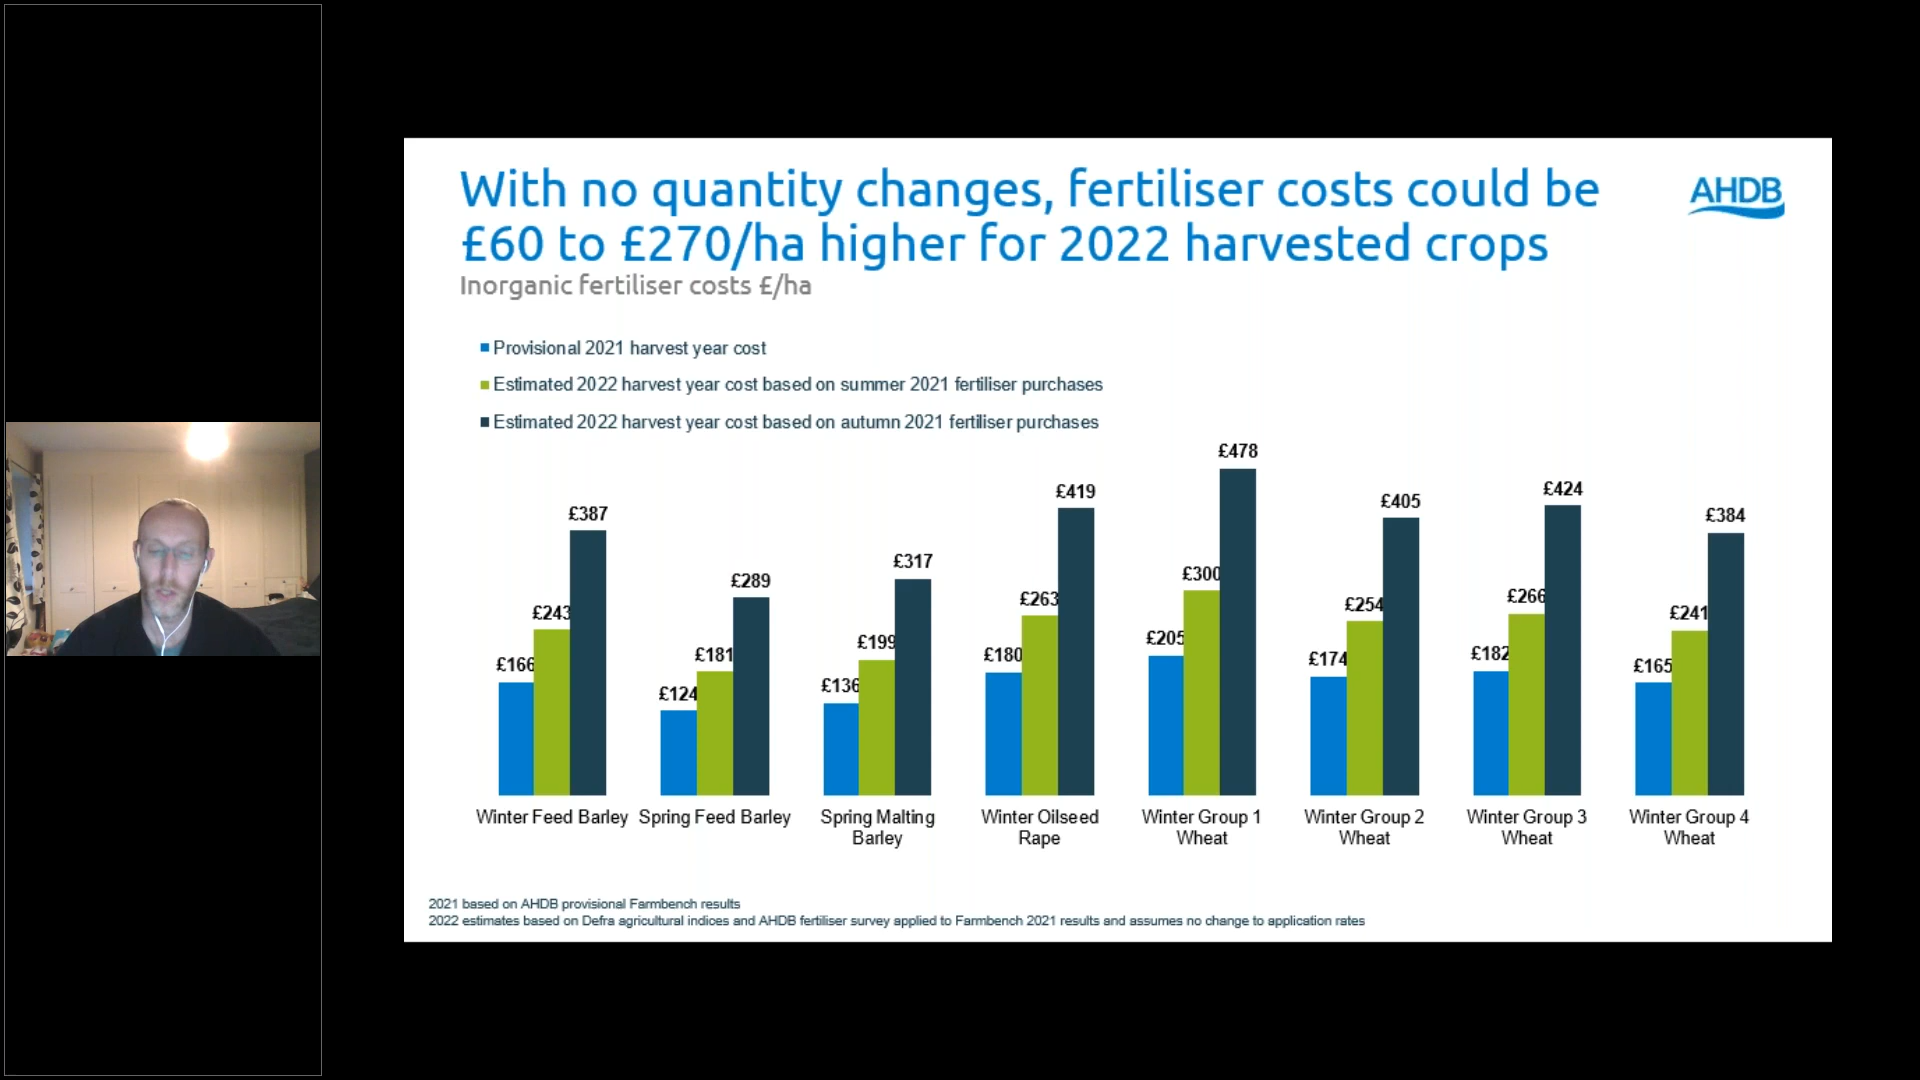 With no quantity changes, fertiliser costs could be
£60 to £270/ha higher for 2022 harvested crops
AHDB
Inorganic fertiliser costs £/ha
Provisional 2021 harvest year cost
Estimated 2022 harvest year cost based on summer 2021 fertiliser purchases
Estimated 2022 harvest year cost based on autumn 2021 fertiliser purchases
£166 £243 £387
£124 £181 £289
£136 £199 £317
£180 £263 £419
£205 £300 £478
£174 £254 £405
£182 £266 £424
£165 £241 £384
Winter Feed Barley
Spring Feed Barley
Spring Malting
Barley
Winter Oilseed
Rape
Winter Group 1
Wheat
Winter Group 2
Wheat
Winter Group 3
Wheat
Winter Group 4
Wheat
2021 based on AHDB provisional Farmbench results
2022 estimates based on Defra agricultural indices and AHDB fertiliser survey applied to Farmbench 2021 results and assumes no change to application rates